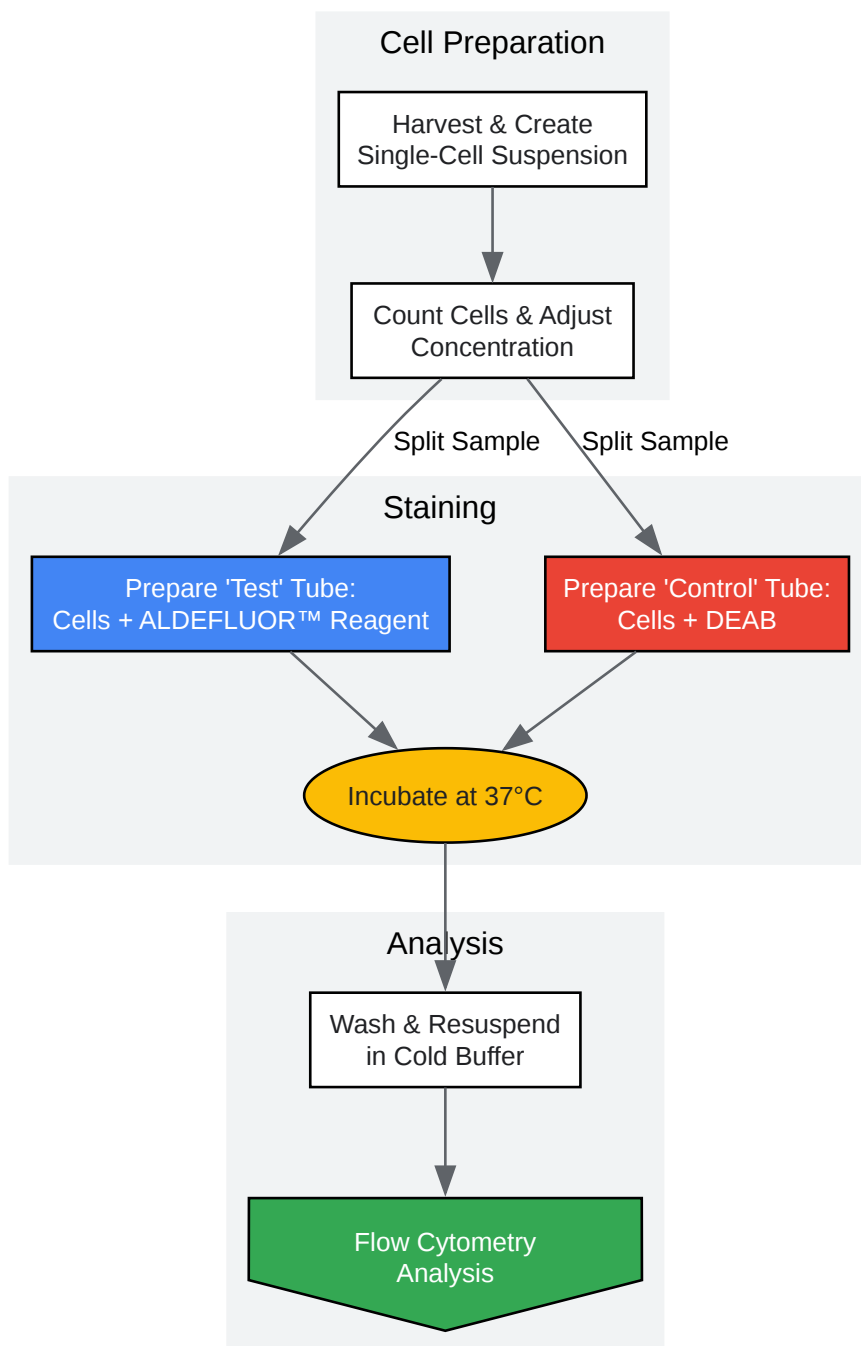 Cell Preparation
Harvest & Create
Single-Cell Suspension
Count Cells & Adjust
Concentration
Split Sample
Split Sample
Staining
Prepare 'Test' Tube:
Cells + ALDEFLUOR™ Reagent
Prepare 'Control' Tube:
Cells + DEAB
Incubate at 37°C
Analysis
Wash & Resuspend
in Cold Buffer
Flow Cytometry
Analysis